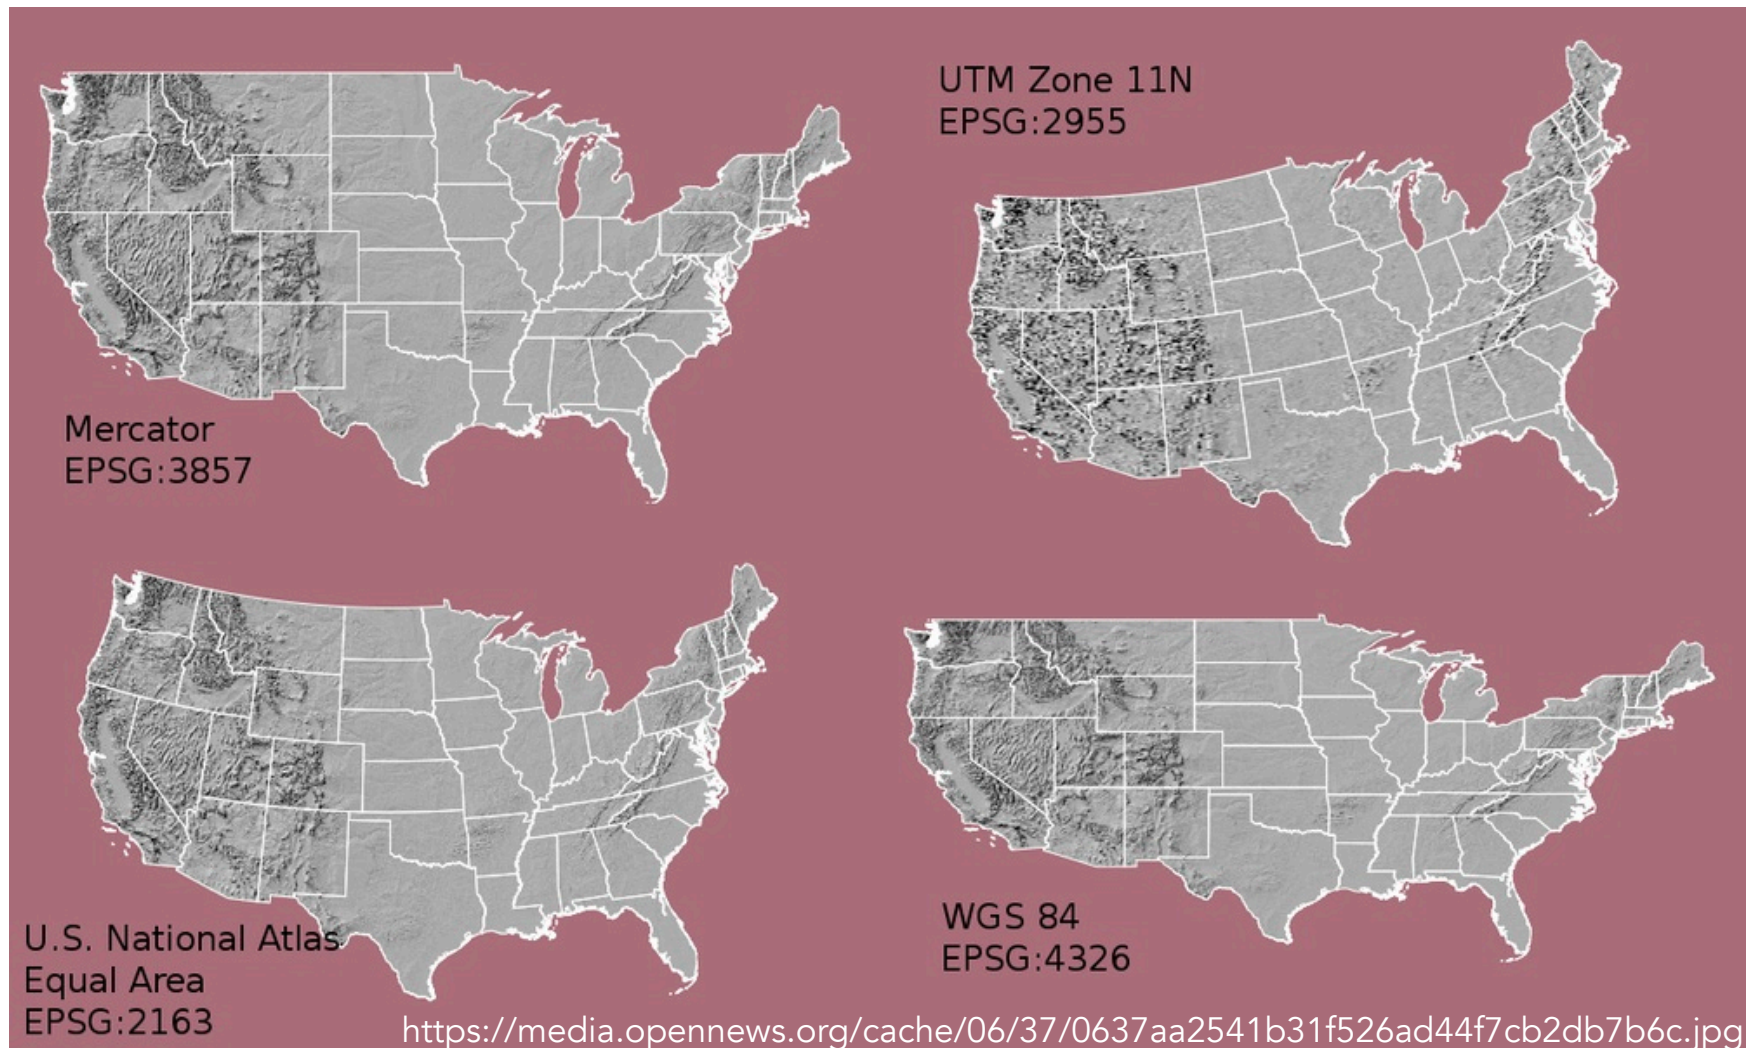 UTM Zone 11N
EPSG:2955
Mercator
EPSG:3857
WGS 84
EPSG:4326
U.S. National Atlas
Equal Area
EPSG:2163
https://media.opennews.org/cache/06/37/0637aa2541b31f526ad44f7cb2db7b6c.jpg